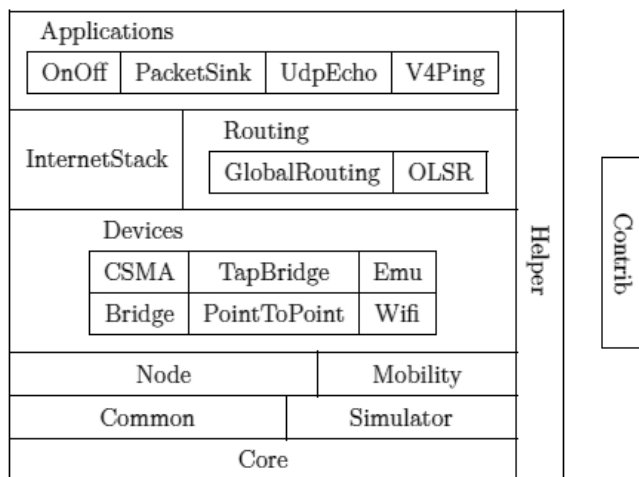 Applications
OnOff PacketSink UdpEcho V4Ping
InternetStack
Routing
GlobalRouting OLSR
Devices
CSMA TapBridge Emu
Bridge PointToPoint Wifi
Node Mobility
Common Simulator
Core
Helper
Contrib